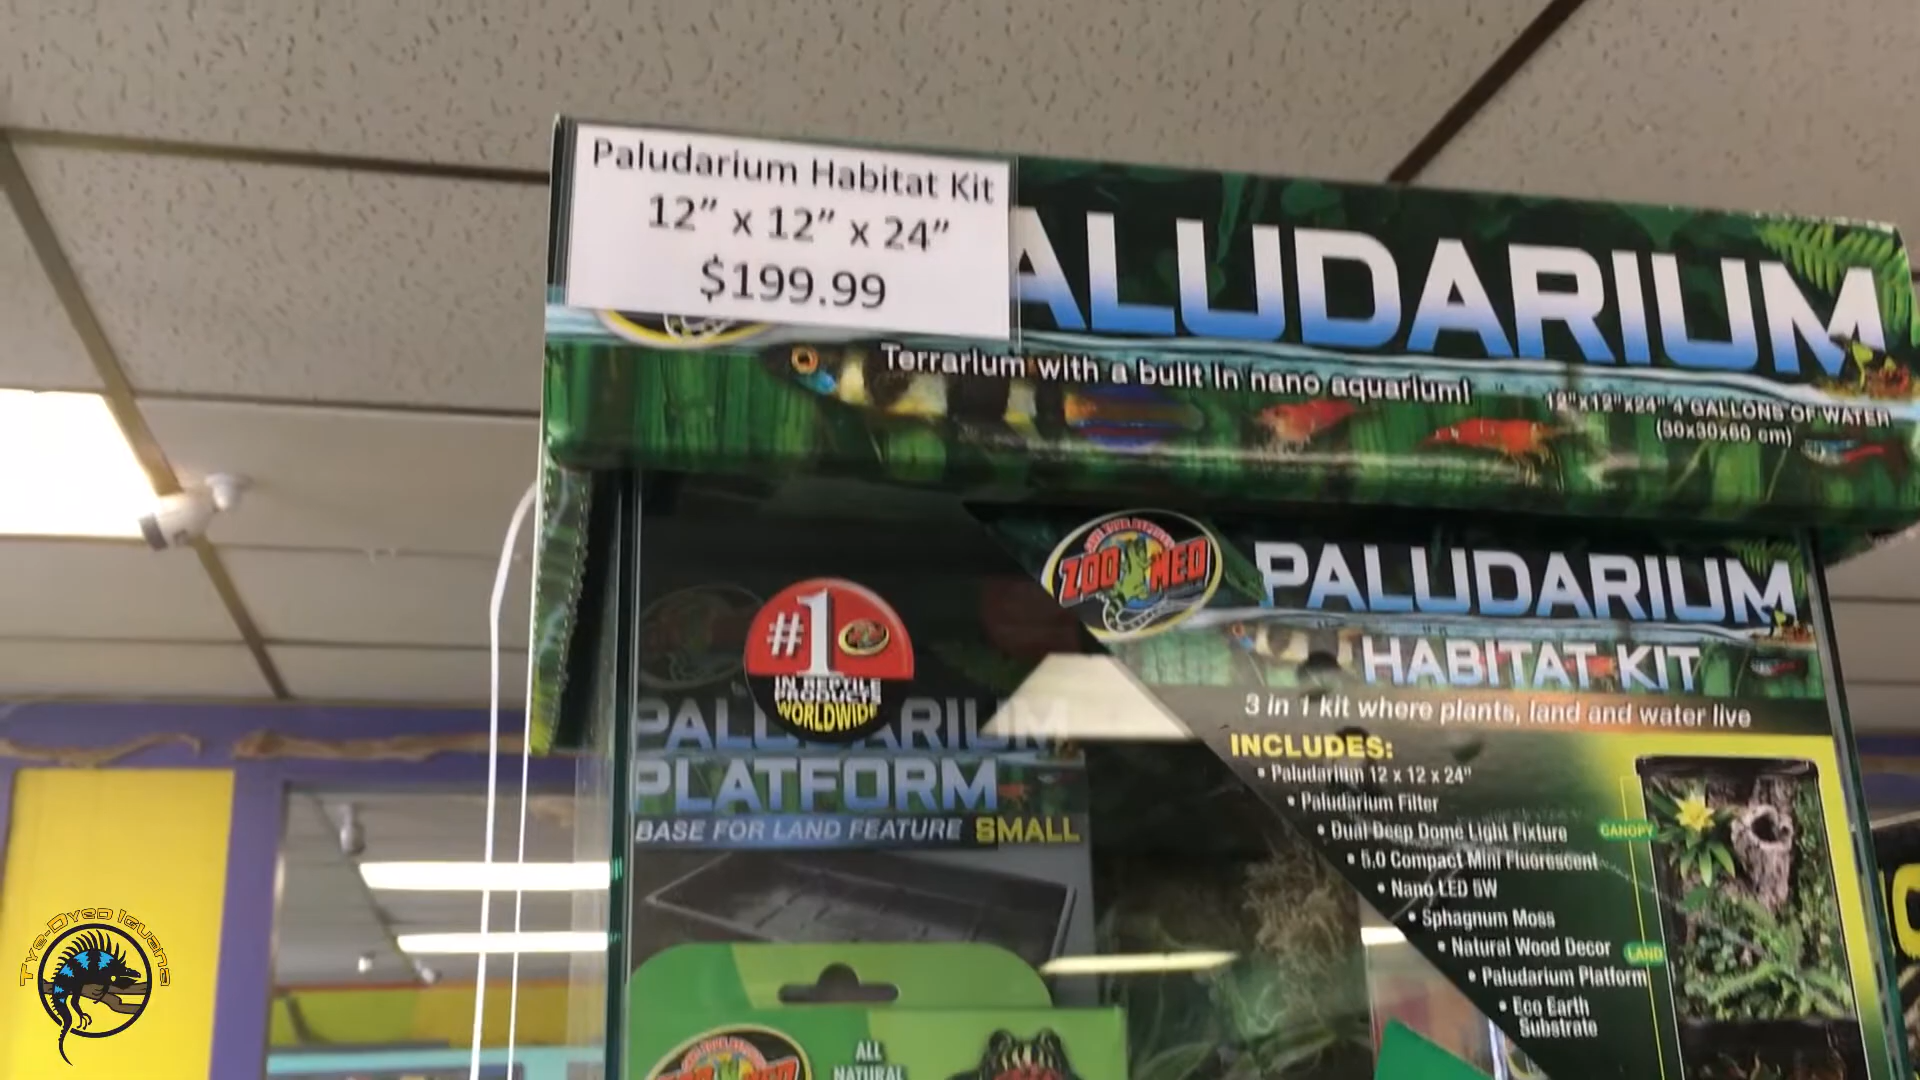 Paludarium Habitat Kit
12" x 12" x 24"
$199.99
ALUDARIUM
Terrarium with a built in nano aquarium!
12"x12"x24" 4 GALLONS OF WATER
(30x30x60 cm)
ZOO MED
PALUDARIUM
HABITAT KIT
3 in 1 kit where plants, land and water live
INCLUDES:
• Paludarium 12 x 12 x 24"
• Paludarium Filter
• Dual Deep Dome Light Fixture
• 5.0 Compact Mini Fluorescent
• Nano LED 5W
• Sphagnum Moss
• Natural Wood Decor
• Paludarium Platform
• Eco Earth
Substrate
CANOPY
LAND
#1
IN REPTILE
PRODUCTS
WORLDWIDE
PALUDARIUM
PLATFORM
BASE FOR LAND FEATURE SMALL
ZOO MED
ALL
NATURAL
Tye-Dyed Iguana